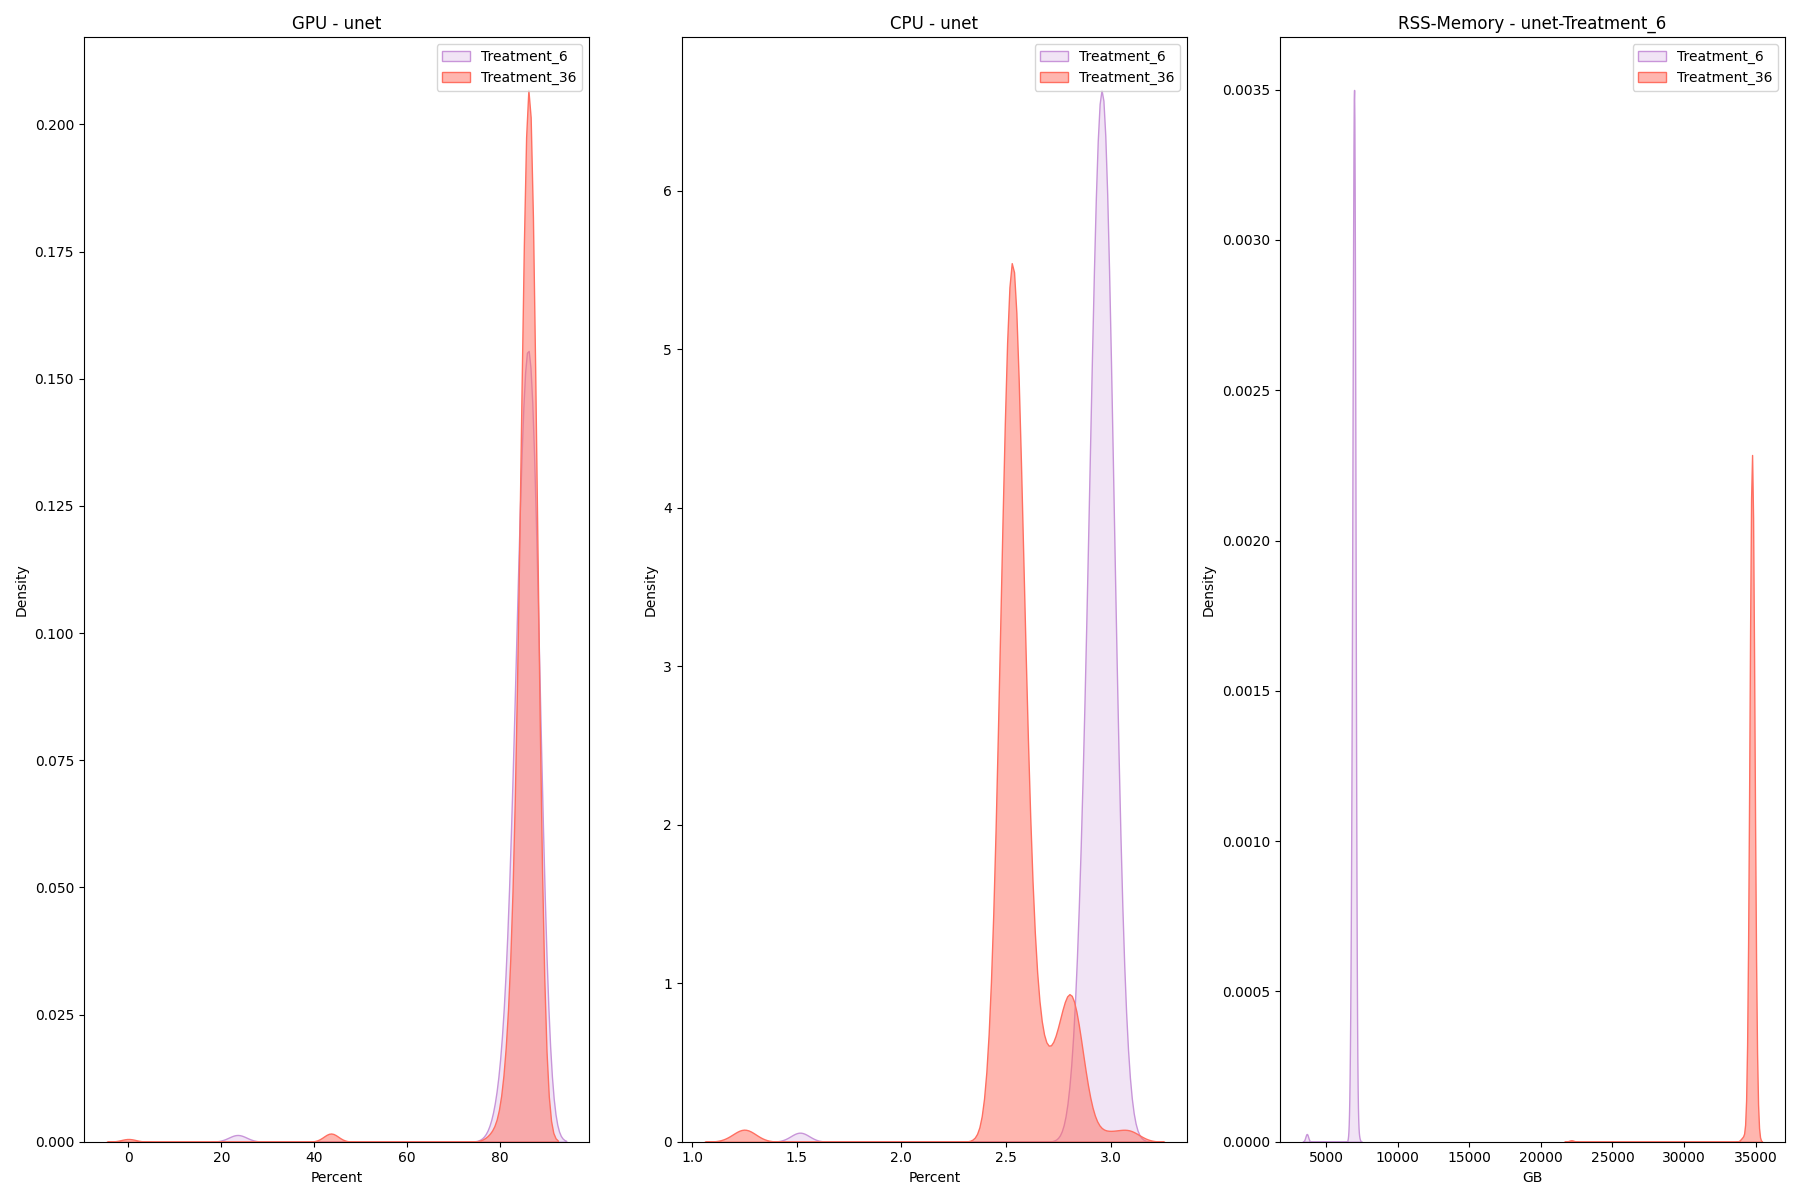 GPU - unet
Treatment_6
Treatment_36
0.200
0.175
0.150
0.125
0.100
0.075
0.050
0.025
0.000
Density
0 20 40 60 80
Percent
CPU - unet
Treatment_6
Treatment_36
6
5
4
3
2
1
0
Density
1.0 1.5 2.0 2.5 3.0
Percent
RSS-Memory - unet-Treatment_6
Treatment_6
Treatment_36
0.0035
0.0030
0.0025
0.0020
0.0015
0.0010
0.0005
0.0000
Density
5000 10000 15000 20000 25000 30000 35000
GB